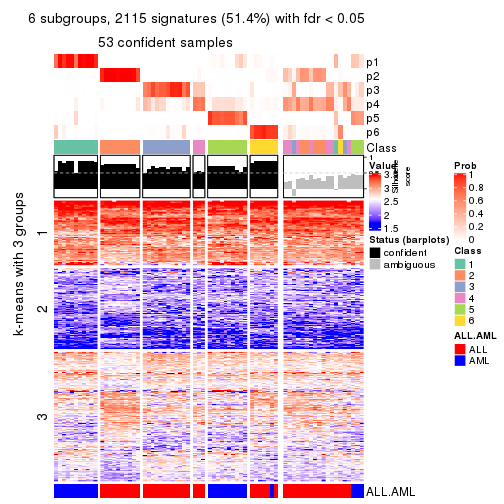 6 subgroups, 2115 signatures (51.4%) with fdr < 0.05
53 confident samples
p1
p2
p3
p4
p5
p6
Class
1
Silhouette
score
k-means with 3 groups
1
2
3
ALL.AML
Value
3.5
3
2.5
2
1.5
Status (barplots)
confident
ambiguous
Prob
1
0.8
0.6
0.4
0.2
0
Class
1
2
3
4
5
6
ALL.AML
ALL
AML